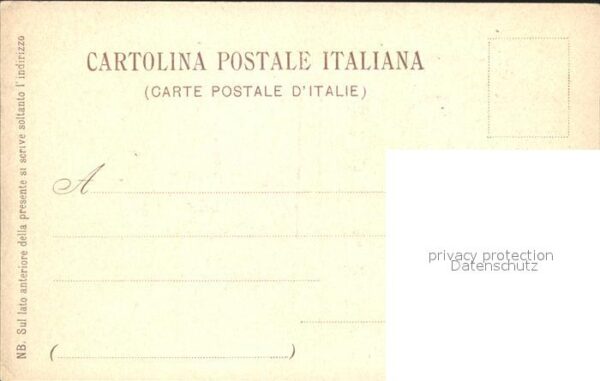 CARTOLINA POSTALE ITALIANA
(CARTE POSTALE D'ITALIE)
A
( )
NB. Sul lato anteriore della presente si scrive soltanto l'indirizzo
privacy protection
Datenschutz